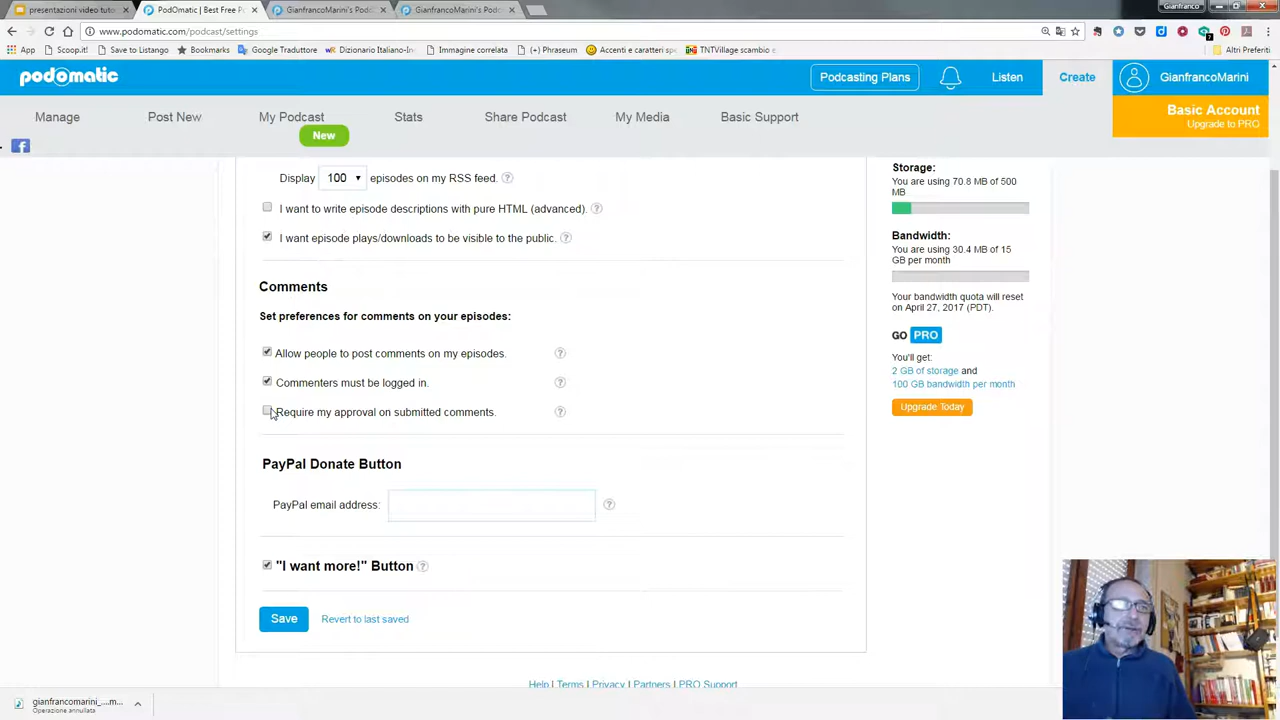 presentazioni video tuto
PodOmatic | Best Free P
GianfrancoMarini's Podc
GianfrancoMarini's Podo
Gianfranco
www.podomatic.com/podcast/settings
App
Scoop.it!
Save to Listango
Bookmarks
Google Traduttore
Dizionario Italiano-In
Immagine correlata
(+) Phraseum
Accenti e caratteri spe
TNTVillage scambio e
Altri Preferiti
podomatic
Podcasting Plans
Listen
Create
GianfrancoMarini
Manage
Post New
My Podcast
Stats
Share Podcast
My Media
Basic Support
Basic Account
Upgrade to PRO
New
Display 100 episodes on my RSS feed. ?
I want to write episode descriptions with pure HTML (advanced). ?
I want episode plays/downloads to be visible to the public. ?
Comments
Set preferences for comments on your episodes:
Allow people to post comments on my episodes. ?
Commenters must be logged in. ?
Require my approval on submitted comments. ?
PayPal Donate Button
PayPal email address: ?
"I want more!" Button ?
Save
Revert to last saved
Storage:
You are using 70.8 MB of 500
MB
Bandwidth:
You are using 30.4 MB of 15
GB per month
Your bandwidth quota will reset
on April 27, 2017 (PDT).
GO PRO
You'll get:
2 GB of storage and
100 GB bandwidth per month
Upgrade Today
Help | Terms | Privacy | Partners | PRO Support
gianfrancomarini_....m...
Operazione annullata